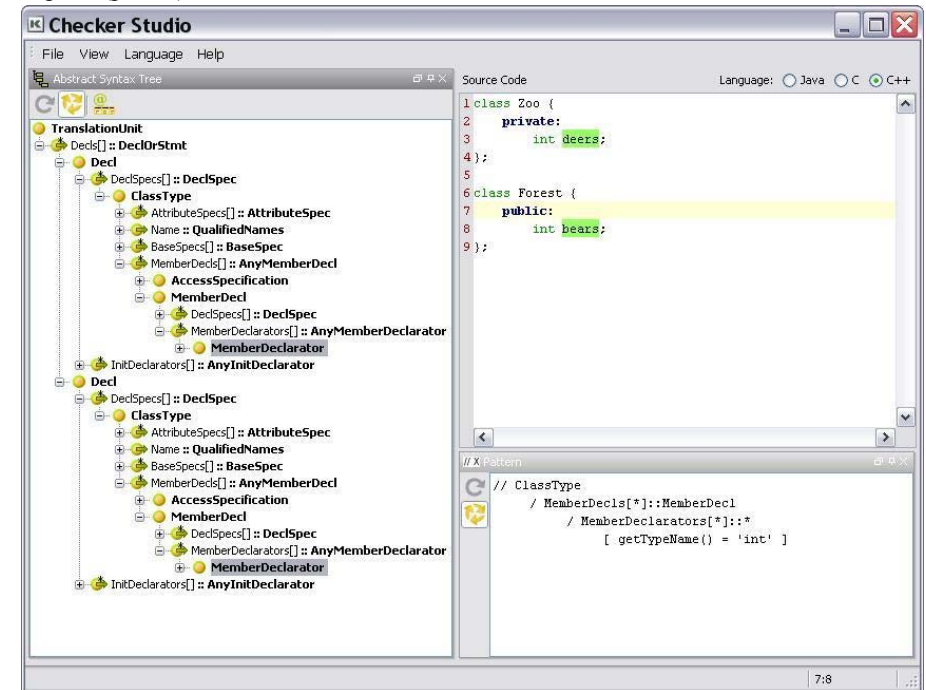 Checker Studio
File View Language Help
Abstract Syntax Tree
TranslationUnit
Decls[] :: DeclOrStmt
Decl
DeclSpecs[] :: DeclSpec
ClassType
AttributeSpecs[] :: AttributeSpec
Name :: QualifiedNames
BaseSpecs[] :: BaseSpec
MemberDecls[] :: AnyMemberDecl
AccessSpecification
MemberDecl
DeclSpecs[] :: DeclSpec
MemberDeclarators[] :: AnyMemberDeclarator
MemberDeclarator
InitDeclarators[] :: AnyInitDeclarator
Decl
DeclSpecs[] :: DeclSpec
ClassType
AttributeSpecs[] :: AttributeSpec
Name :: QualifiedNames
BaseSpecs[] :: BaseSpec
MemberDecls[] :: AnyMemberDecl
AccessSpecification
MemberDecl
DeclSpecs[] :: DeclSpec
MemberDeclarators[] :: AnyMemberDeclarator
MemberDeclarator
InitDeclarators[] :: AnyInitDeclarator
Source Code Language: Java C C++
1 class Zoo {
2 private:
3 int deers;
4 };
5
6 class Forest {
7 public:
8 int bears;
9 };
// X Pattern
// ClassType
/ MemberDecls[*]::MemberDecl
/ MemberDeclarators[*]::*
[ getTypeName() = 'int' ]
7:8